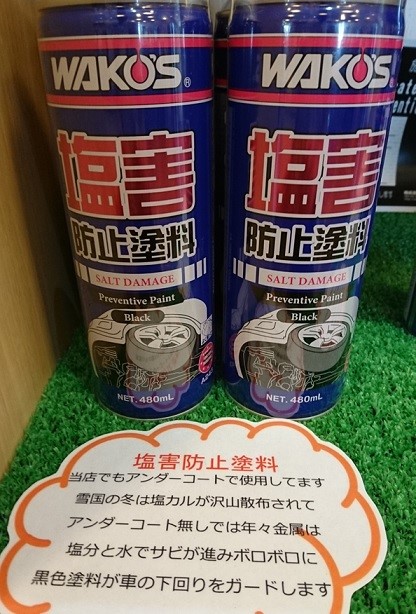 WAKO'S®
塩害
防止塗料
SALT DAMAGE
Preventive Paint
Black
NET. 480mL
WAKO'S
塩害
防止塗料
SALT DAMAGE
Preventive Paint
Black
NET. 480mL
塩害防止塗料
当店でもアンダーコートで使用してます
雪国の冬は塩カルが沢山散布されて
アンダーコート無しでは年々金属は
塩分と水でサビが進みボロボロに
黒色塗料が車の下回りをガードします